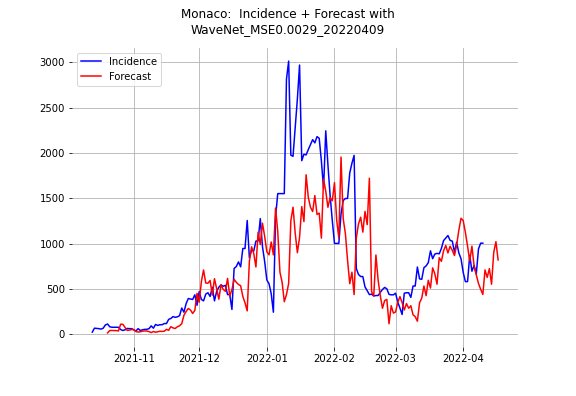 Monaco:  Incidence + Forecast with
WaveNet_MSE0.0029_20220409
Incidence
Forecast
3000
2500
2000
1500
1000
500
0
2021-11 2021-12 2022-01 2022-02 2022-03 2022-04